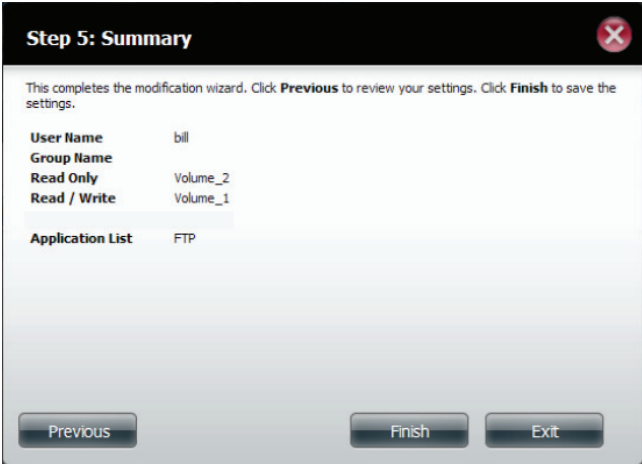 Step 5: Summary
This completes the modification wizard. Click Previous to review your settings. Click Finish to save the
settings.
User Name bill
Group Name
Read Only Volume_2
Read / Write Volume_1
Application List FTP
Previous Finish Exit